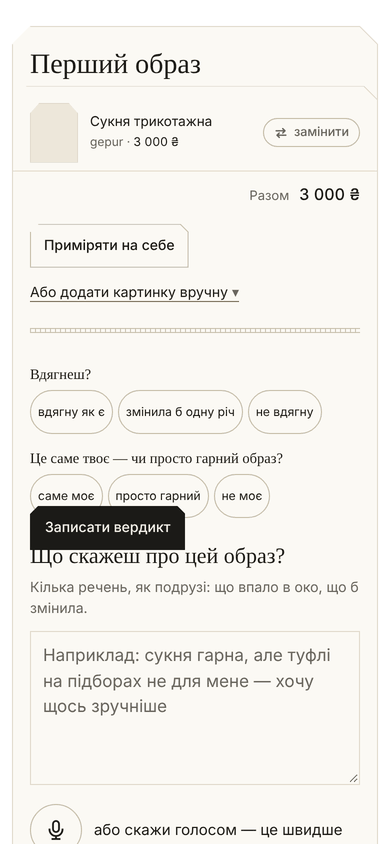 Перший образ
Сукня трикотажна
gepur · 3 000 ₴
замінити
Разом 3 000 ₴
Приміряти на себе
Або додати картинку вручну ▾
Вдягнеш?
вдягну як є
змінила б одну річ
не вдягну
Це саме твоє — чи просто гарний образ?
саме моє
просто гарний
не моє
Записати вердикт
Що скажеш про цей образ?
Кілька речень, як подрузі: що впало в око, що б
змінила.
Наприклад: сукня гарна, але туфлі
на підборах не для мене — хочу
щось зручніше
або скажи голосом — це швидше